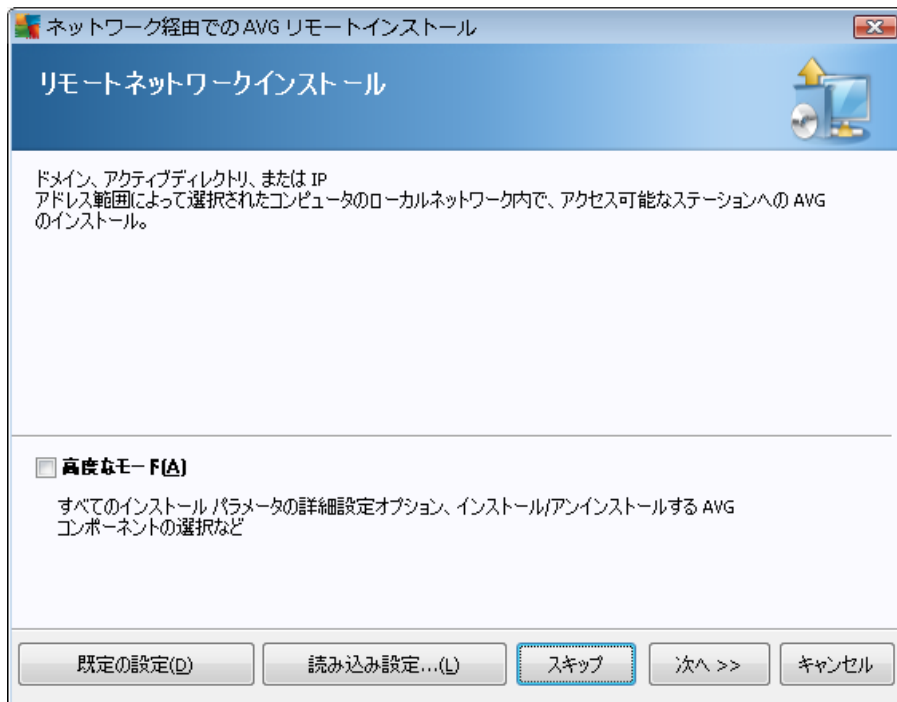 ネットワーク経由での AVG リモートインストール
リモートネットワークインストール
ドメイン、アクティブディレクトリ、または IP
アドレス範囲によって選択されたコンピュータのローカルネットワーク内で、アクセス可能なステーションへの AVG
のインストール。
高度なモード(A)
すべてのインストール パラメータの詳細設定オプション、インストール/アンインストールする AVG
コンポーネントの選択など
既定の設定(D)
読み込み設定...(L)
スキップ
次へ >>
キャンセル